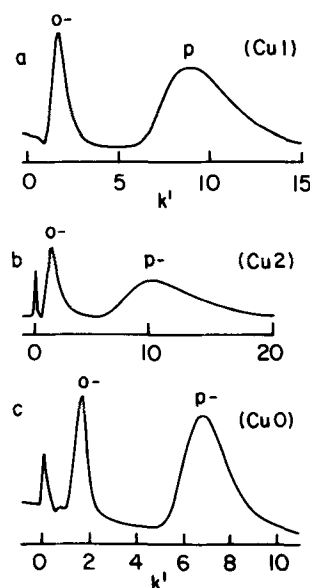 o-
p
(Cu1)
a
0 5 10 15
k'
o-
b
p-
(Cu2)
0 10 20
o-
c
p-
(Cu0)
0 2 4 6 8 10
k'